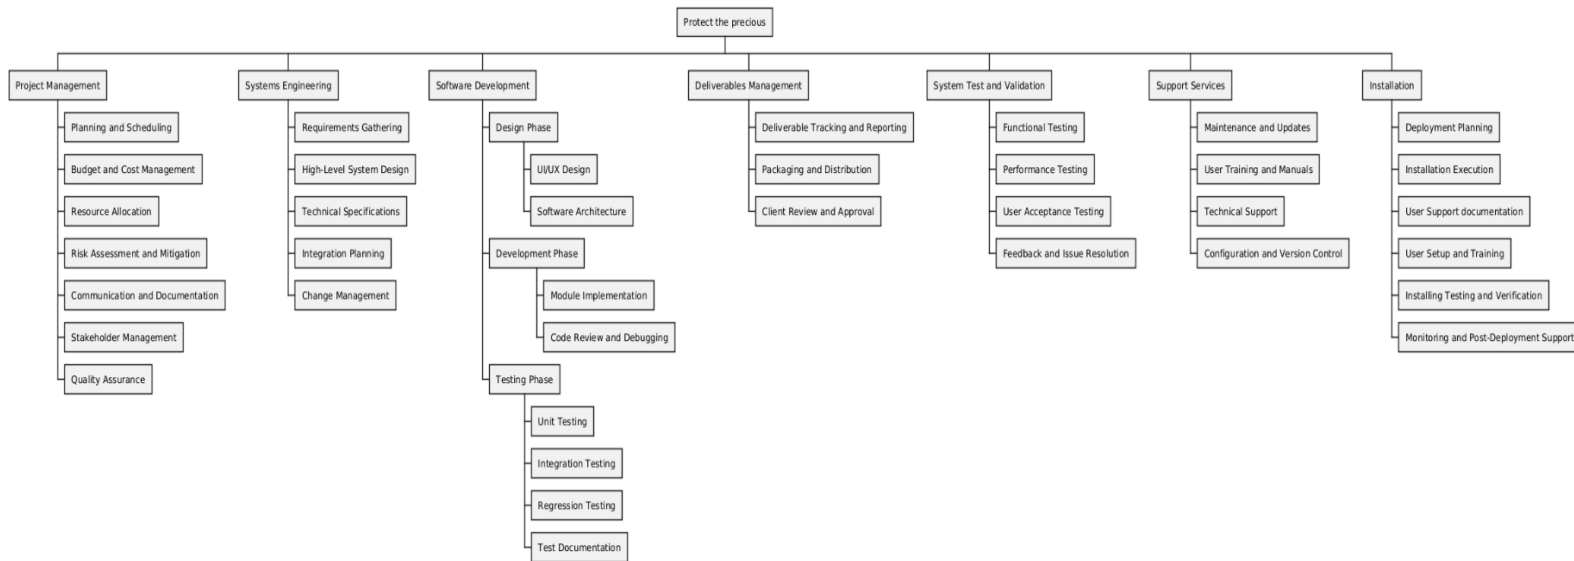 Protect the precious
Project Management
Planning and Scheduling
Budget and Cost Management
Resource Allocation
Risk Assessment and Mitigation
Communication and Documentation
Stakeholder Management
Quality Assurance
Systems Engineering
Requirements Gathering
High-Level System Design
Technical Specifications
Integration Planning
Change Management
Software Development
Design Phase
UI/UX Design
Software Architecture
Development Phase
Module Implementation
Code Review and Debugging
Testing Phase
Unit Testing
Integration Testing
Regression Testing
Test Documentation
Deliverables Management
Deliverable Tracking and Reporting
Packaging and Distribution
Client Review and Approval
System Test and Validation
Functional Testing
Performance Testing
User Acceptance Testing
Feedback and Issue Resolution
Support Services
Maintenance and Updates
User Training and Manuals
Technical Support
Configuration and Version Control
Installation
Deployment Planning
Installation Execution
User Support documentation
User Setup and Training
Installing Testing and Verification
Monitoring and Post-Deployment Support